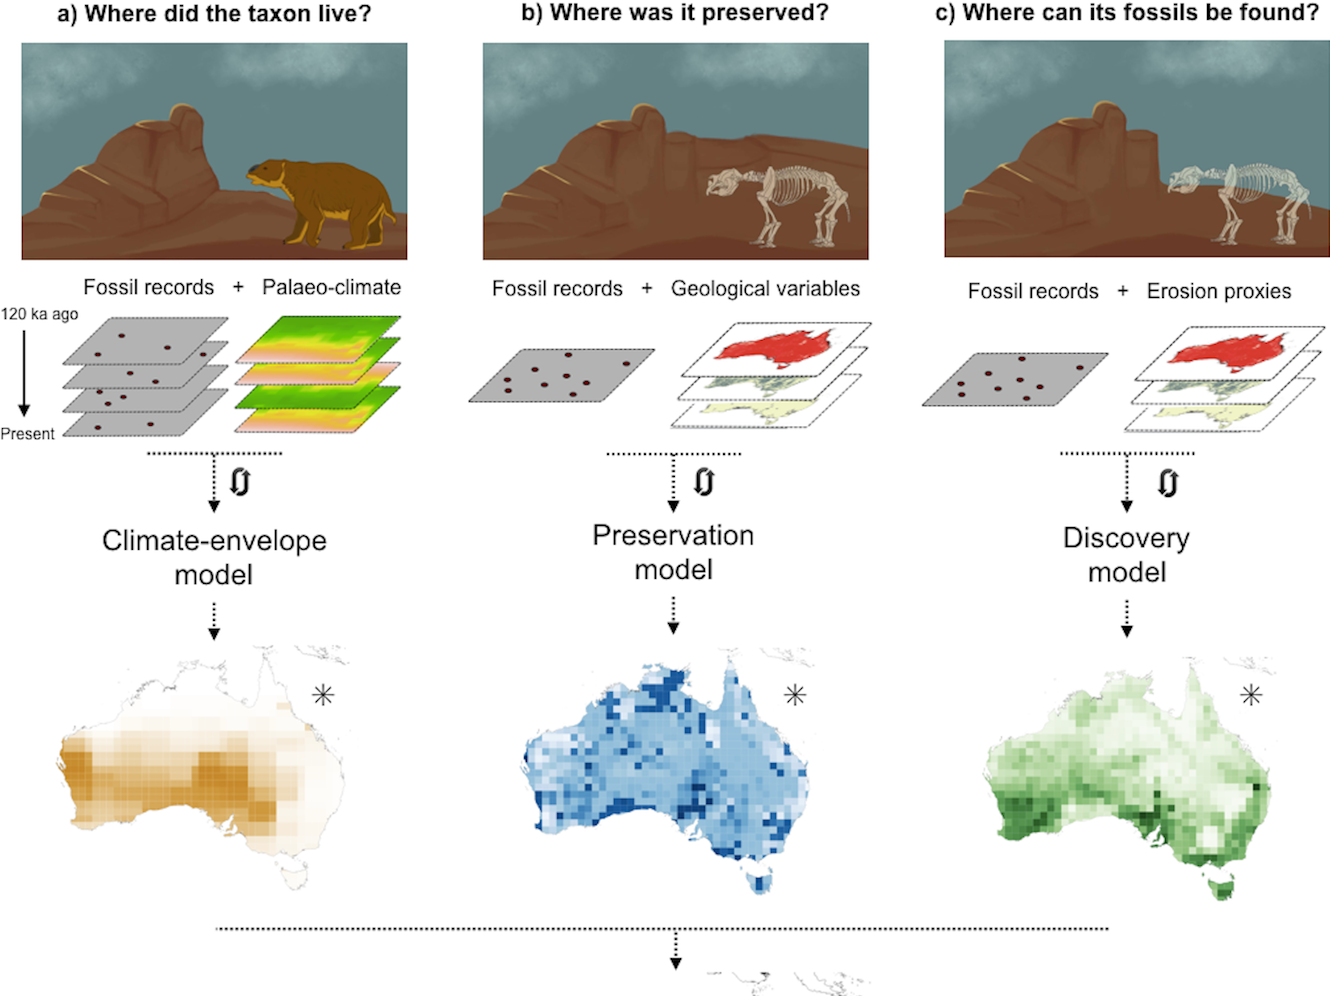 a) Where did the taxon live?
b) Where was it preserved?
c) Where can its fossils be found?
Fossil records + Palaeo-climate
120 ka ago
Present
Fossil records + Geological variables
Fossil records + Erosion proxies
Climate-envelope
model
Preservation
model
Discovery
model